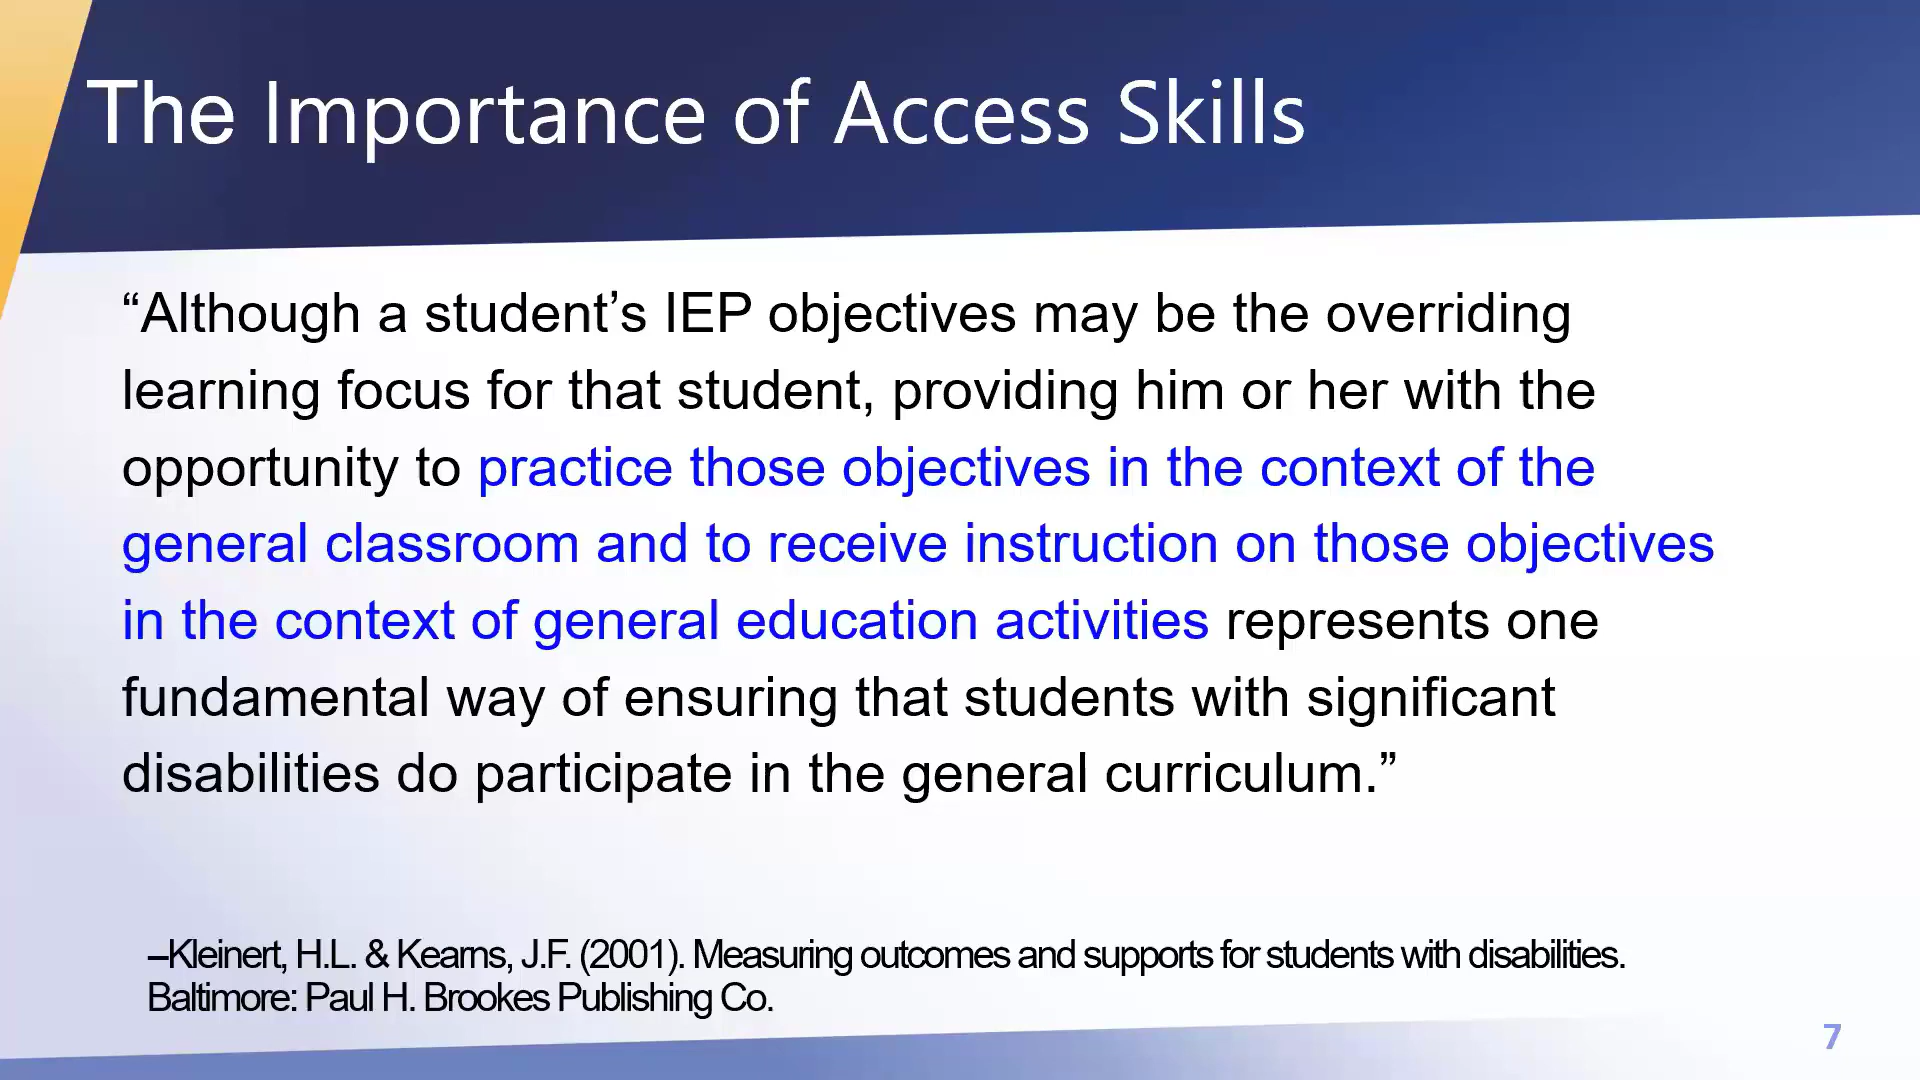 The Importance of Access Skills
“Although a student’s IEP objectives may be the overriding
learning focus for that student, providing him or her with the
opportunity to practice those objectives in the context of the
general classroom and to receive instruction on those objectives
in the context of general education activities represents one
fundamental way of ensuring that students with significant
disabilities do participate in the general curriculum.”
–Kleinert, H.L. & Kearns, J.F. (2001). Measuring outcomes and supports for students with disabilities.
Baltimore: Paul H. Brookes Publishing Co.
7